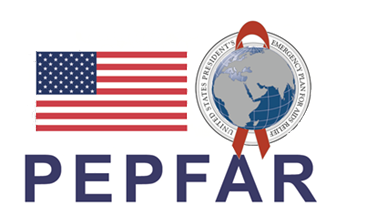 UNITED STATES PRESIDENT'S EMERGENCY PLAN FOR AIDS RELIEF
PEPFAR